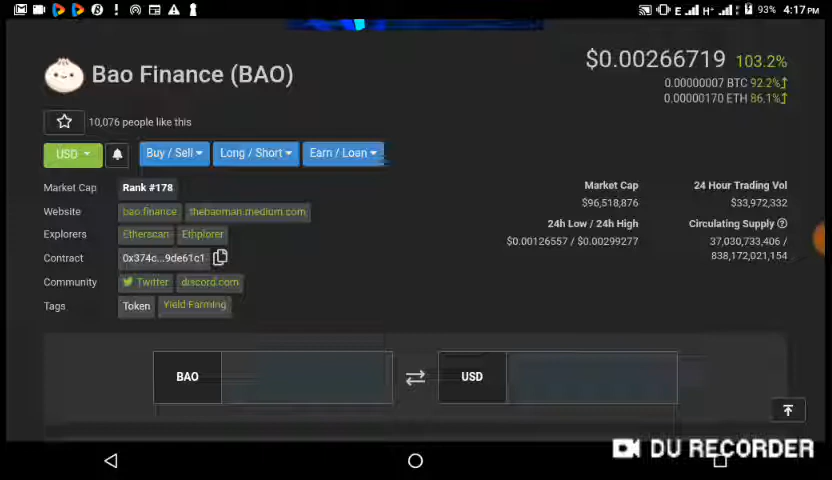 E H+ 93% 4:17PM
Bao Finance (BAO)
$0.00266719 103.2%
0.00000007 BTC 92.2%
0.00000170 ETH 86.1%
10,076 people like this
USD
Buy / Sell
Long / Short
Earn / Loan
Market Cap Rank #178
Website bao.finance thebaoman.medium.com
Explorers Etherscan Ethplorer
Contract 0x374c...9de61c1
Community Twitter discord.com
Tags Token Yield Farming
Market Cap 24 Hour Trading Vol
$96,518,876 $33,972,332
24h Low / 24h High Circulating Supply
$0.00126557 / $0.00299277 37,030,733,406 /
838,172,021,154
BAO USD
DU RECORDER